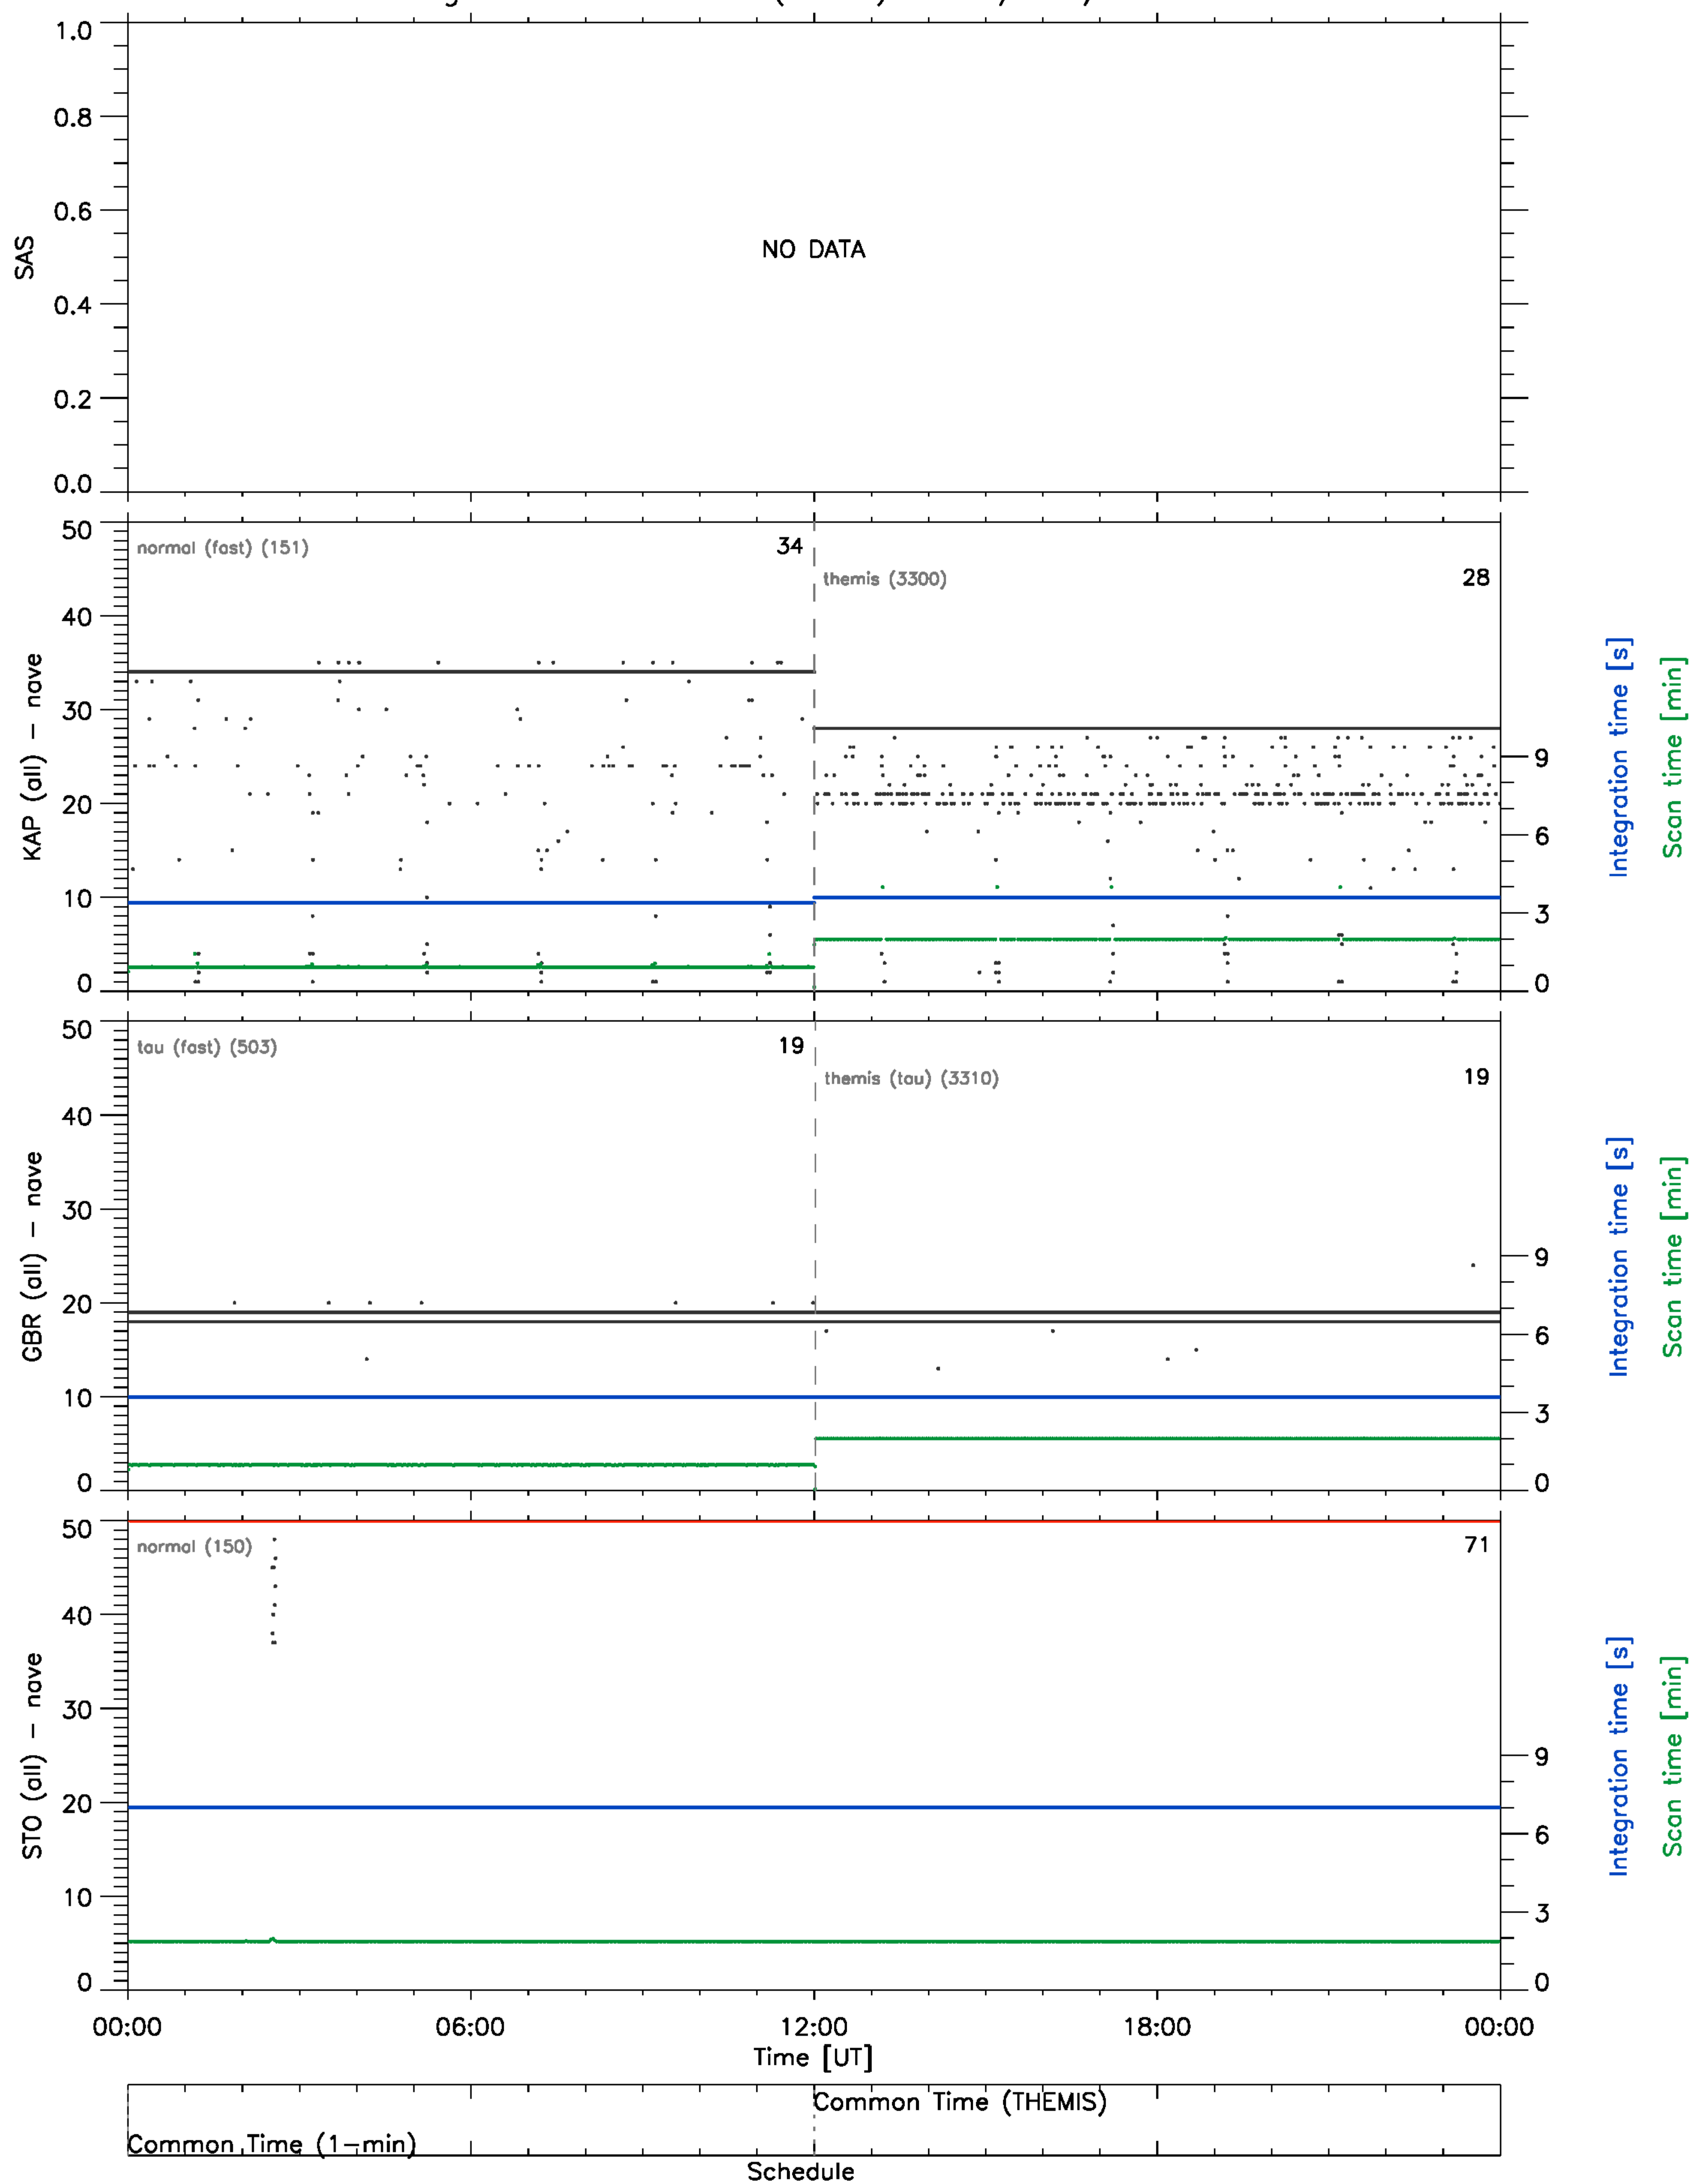 1.0
0.8
0.6
0.4
0.2
0.0
SAS
NO DATA
50
40
30
20
10
0
KAP (all) − nave
normal (fast) (151)
34
themis (3300)
28
9
6
3
0
Integration time [s]
Scan time [min]
50
40
30
20
10
0
GBR (all) − nave
tau (fast) (503)
19
themis (tau) (3310)
19
9
6
3
0
Integration time [s]
Scan time [min]
50
40
30
20
10
0
STO (all) − nave
normal (150)
71
9
6
3
0
Integration time [s]
Scan time [min]
00:00
06:00
12:00
18:00
00:00
Time [UT]
Common Time (THEMIS)
Common Time (1−min)
Schedule